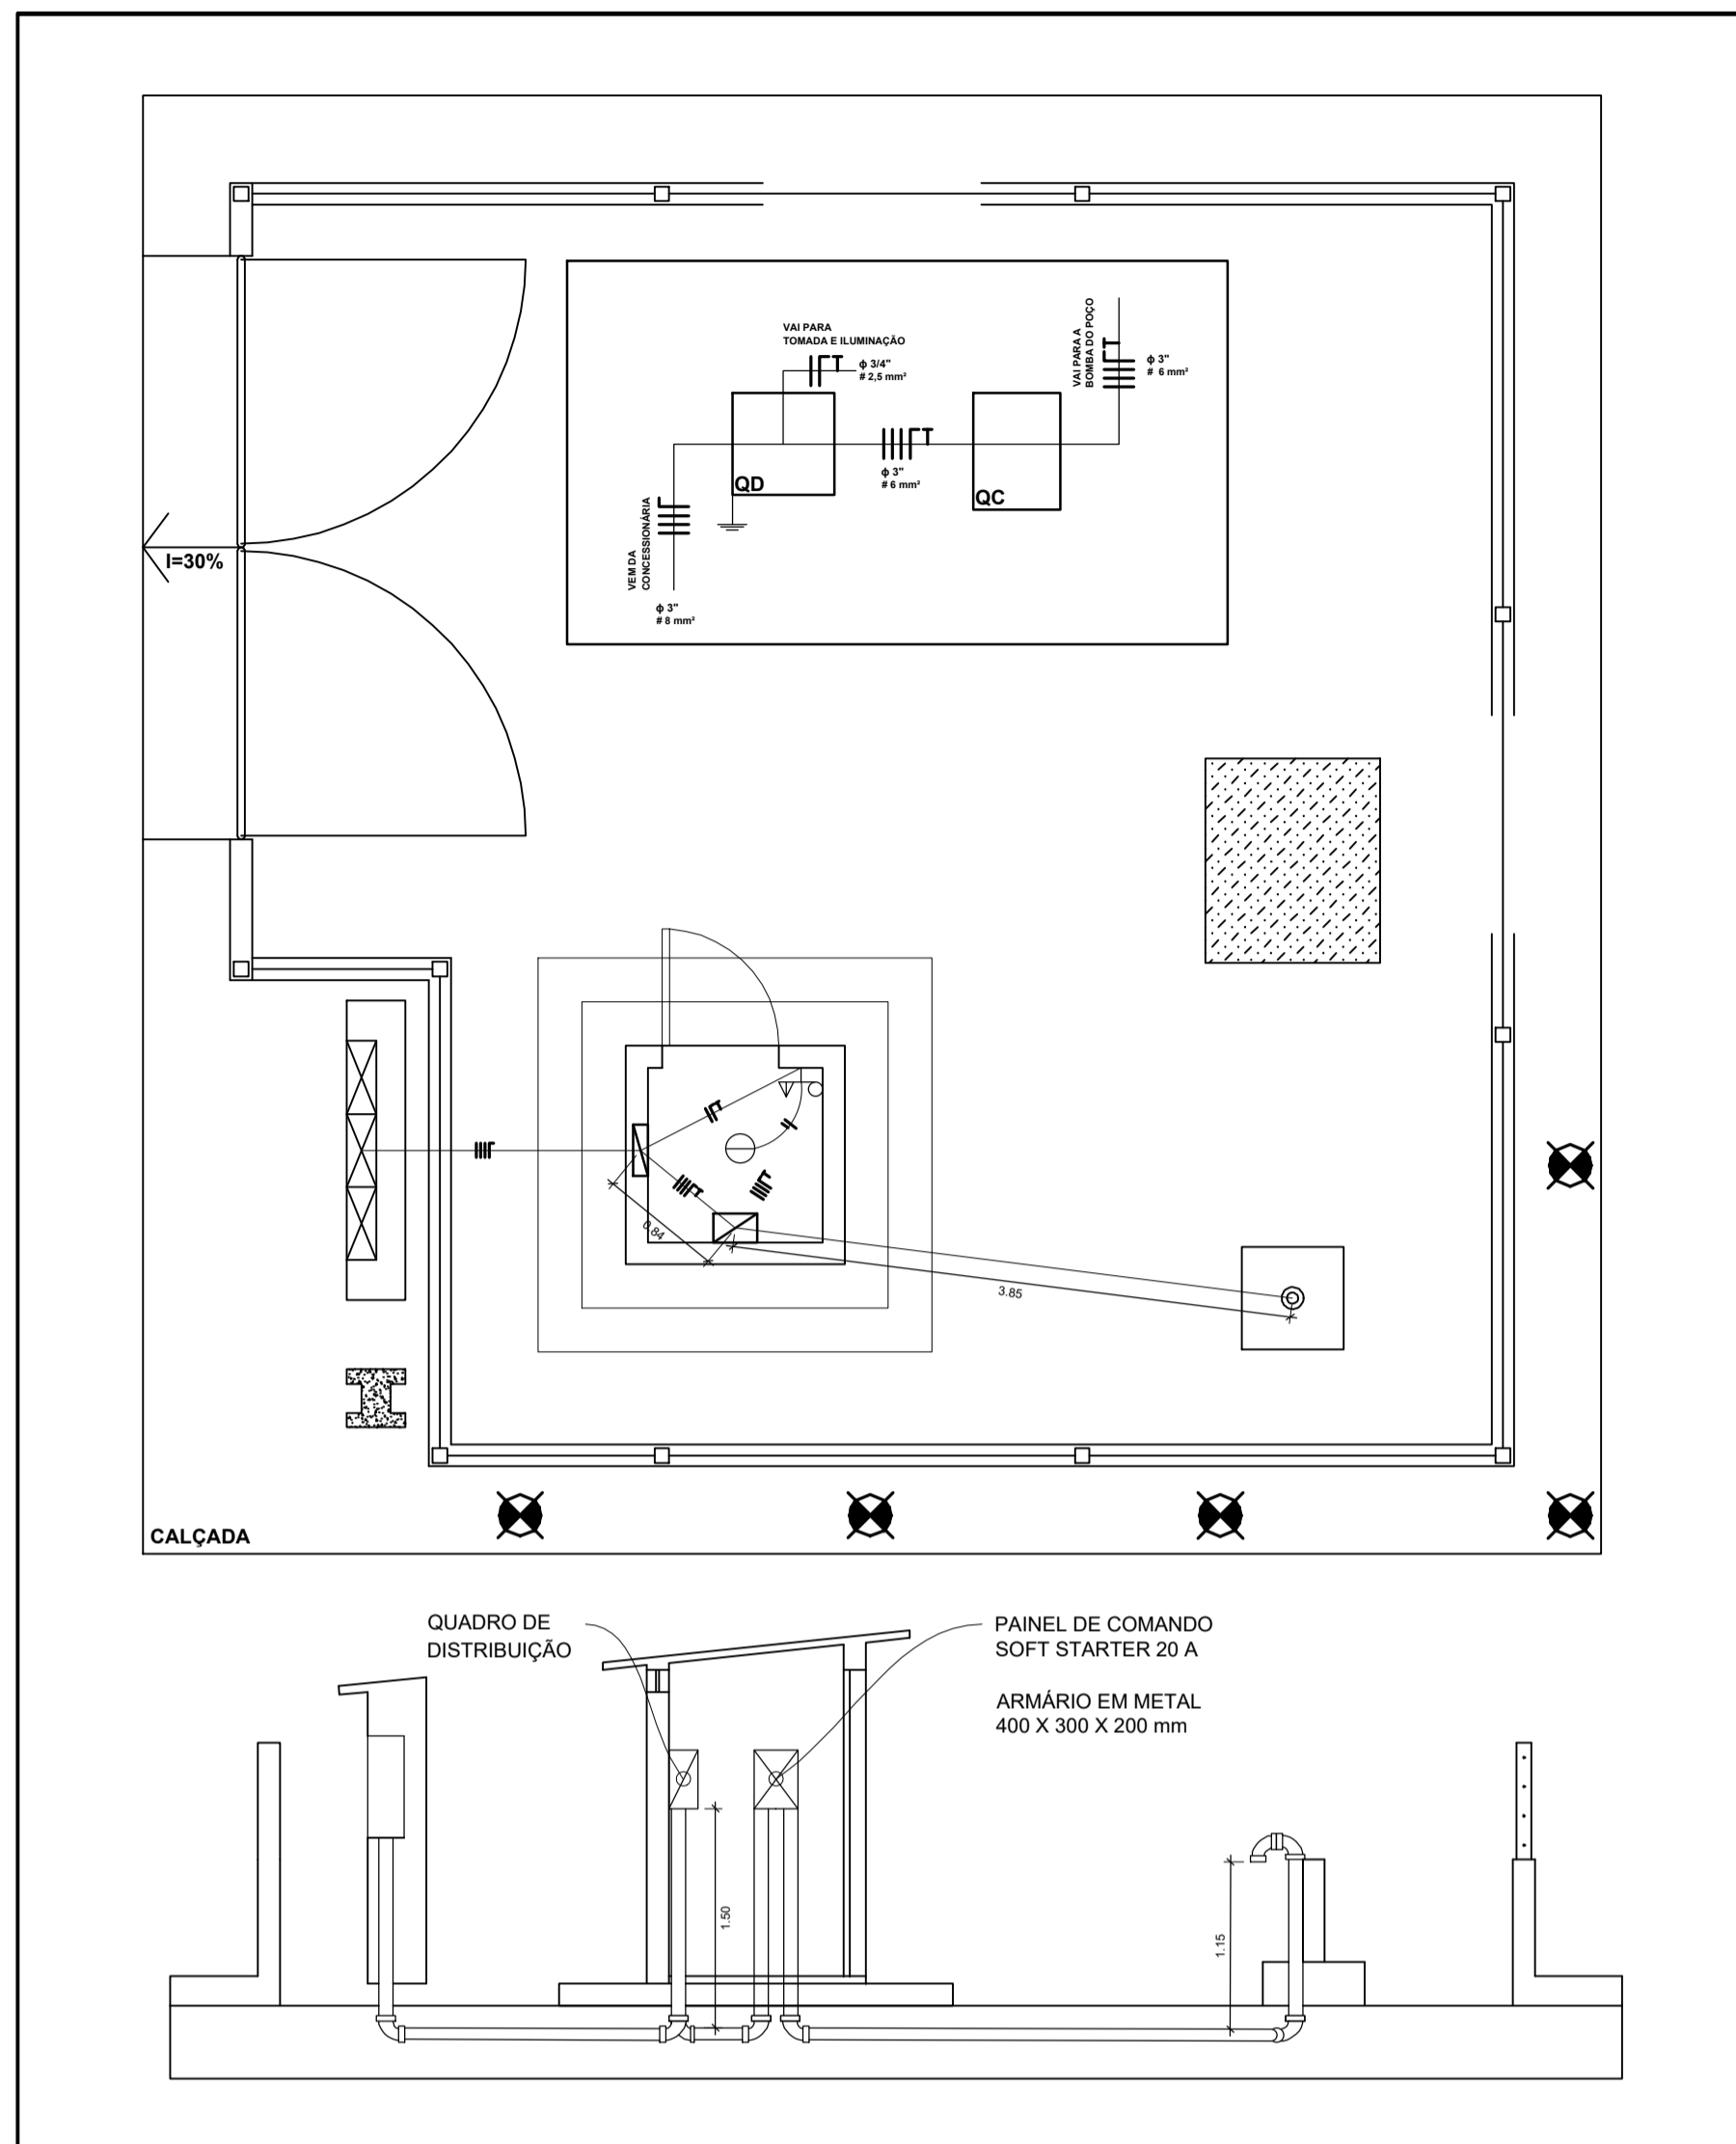 VAI PARA
TOMADA E ILUMINAÇÃO
ϕ 3/4"
# 2,5 mm²
VAI PARA A
BOMBA DO POÇO
ϕ 3"
# 6 mm²
QD
ϕ 3"
# 6 mm²
QC
VEM DA
CONCESSIONÁRIA
ϕ 3"
# 8 mm²
I=30%
0.84
3.85
CALÇADA
QUADRO DE
DISTRIBUIÇÃO
PAINEL DE COMANDO
SOFT STARTER 20 A
ARMÁRIO EM METAL
400 X 300 X 200 mm
1.50
1.15